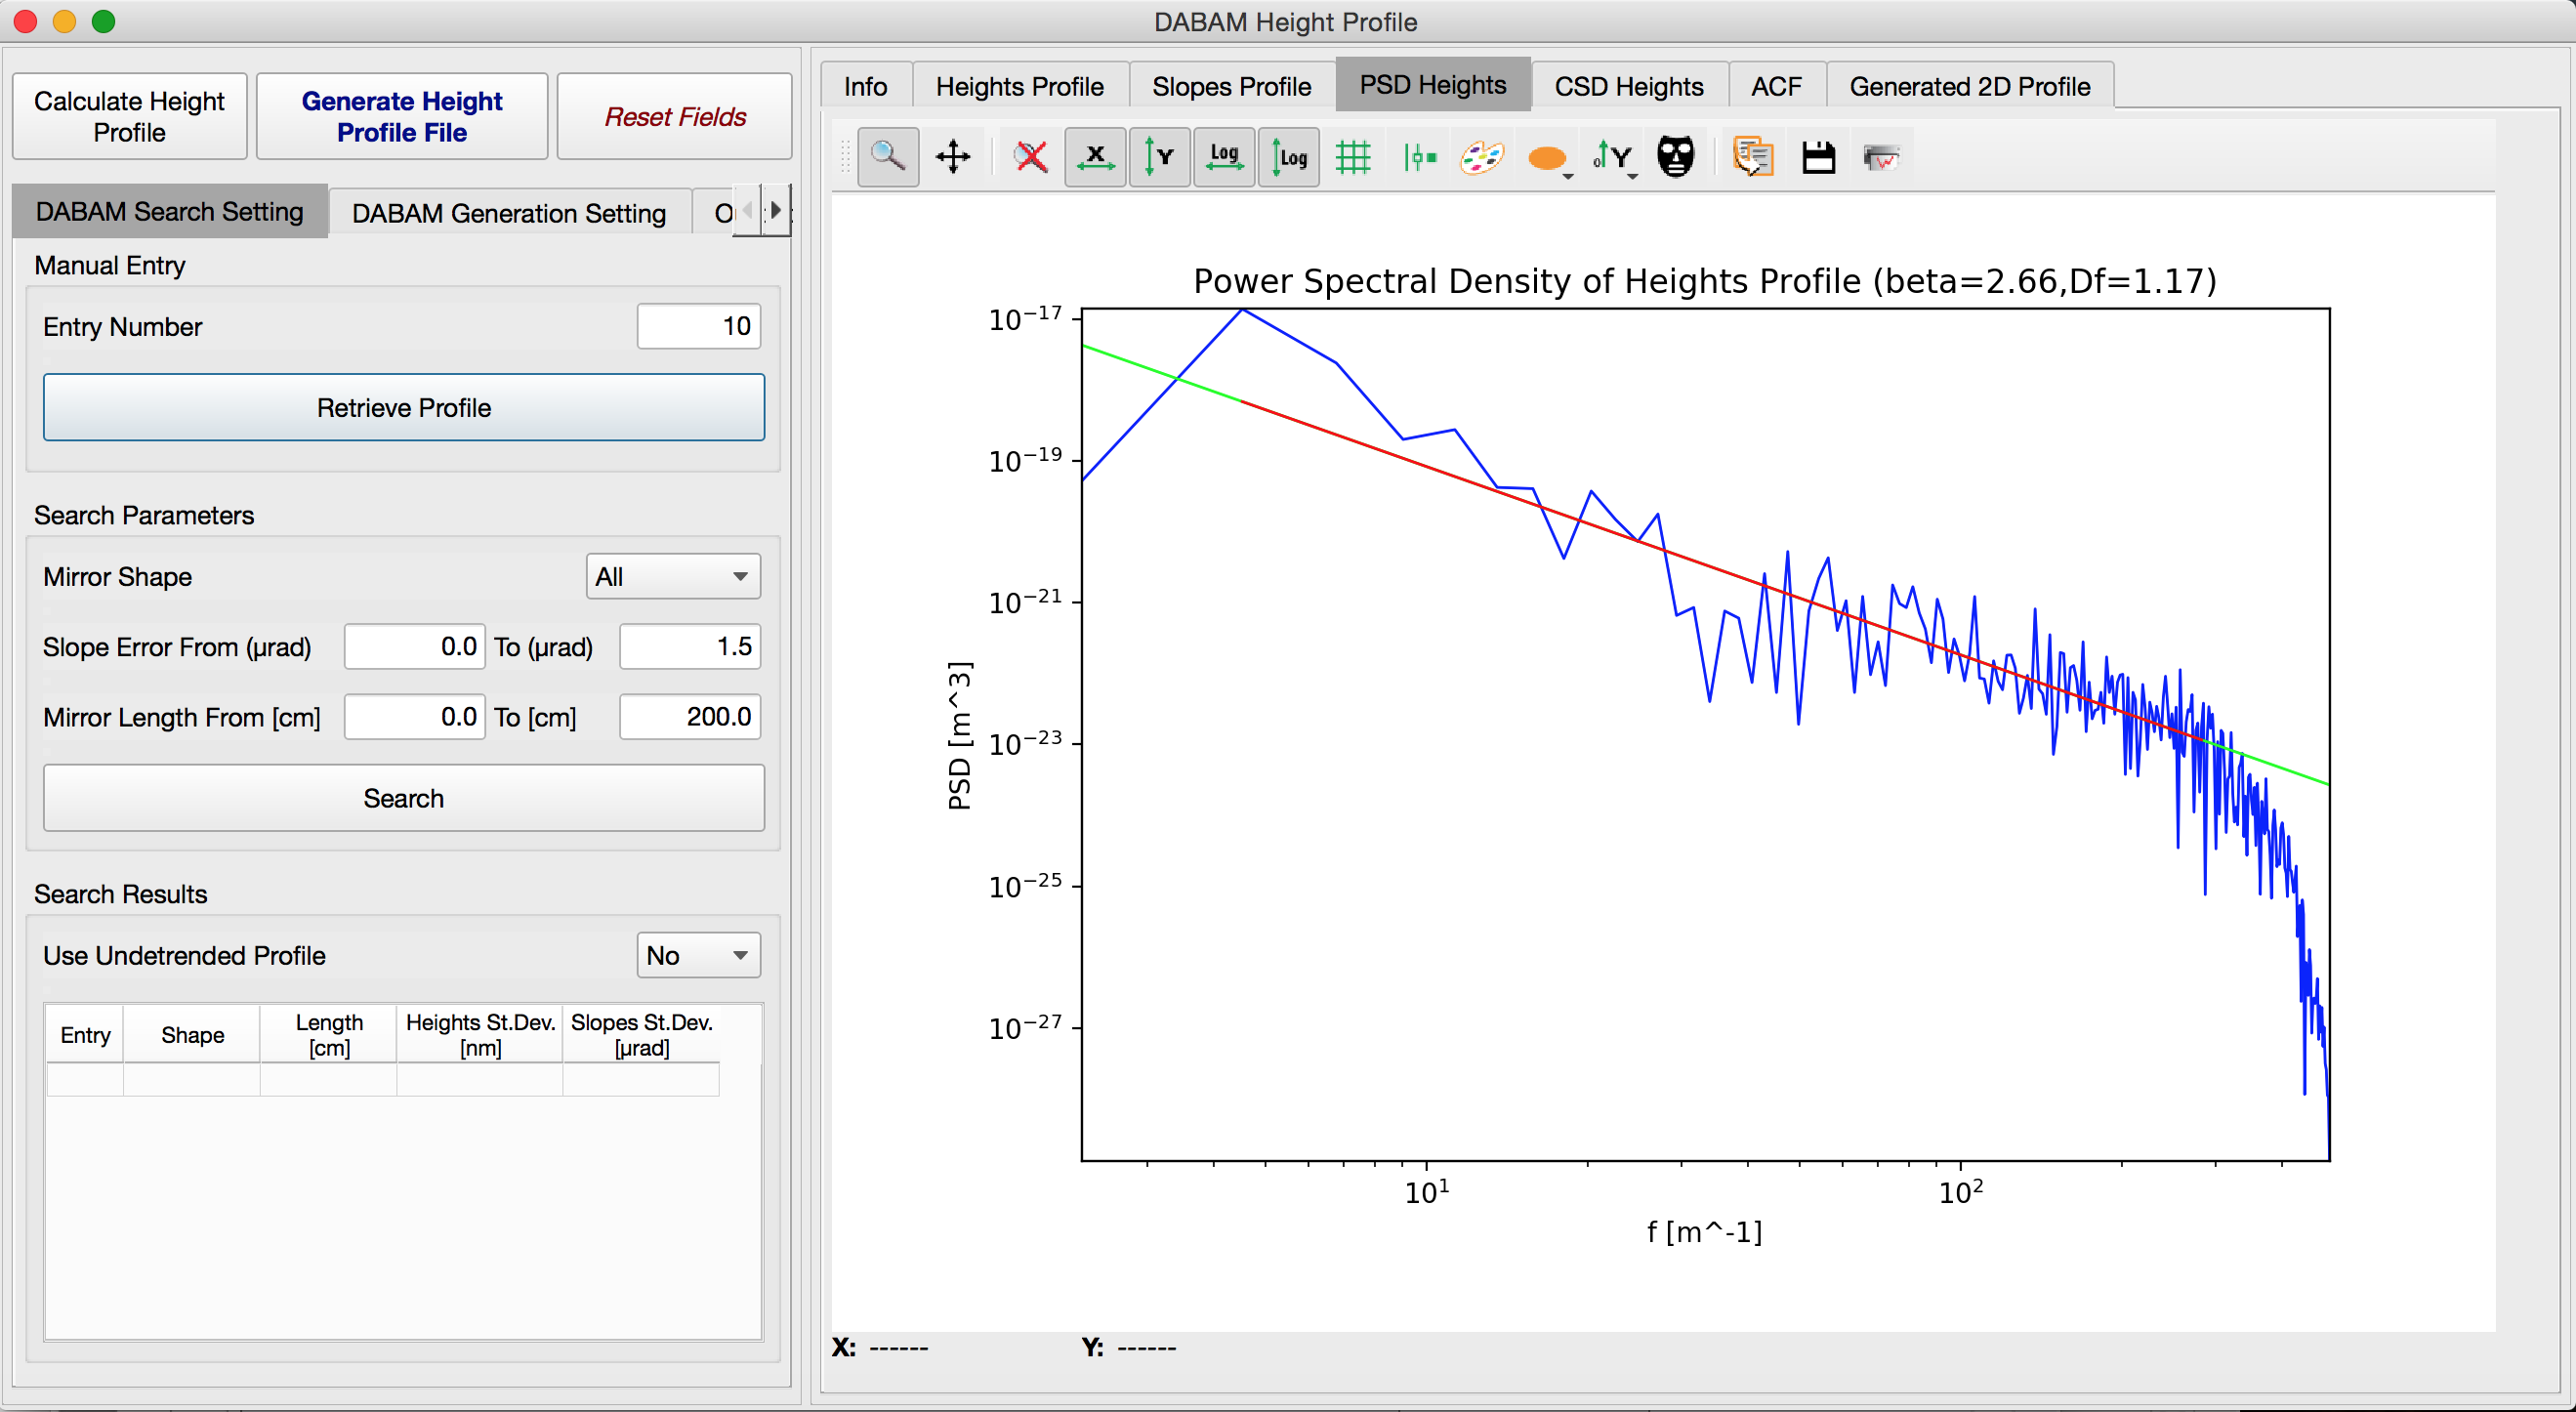 DABAM Height Profile
Calculate Height
Profile
Generate Height
Profile File
Reset Fields
DABAM Search Setting
DABAM Generation Setting
Manual Entry
Entry Number
10
Retrieve Profile
Search Parameters
Mirror Shape
All
Slope Error From (µrad)
0.0
To (µrad)
1.5
Mirror Length From [cm]
0.0
To [cm]
200.0
Search
Search Results
Use Undetrended Profile
No
Entry
Shape
Length
[cm]
Heights St.Dev.
[nm]
Slopes St.Dev.
[µrad]
Info
Heights Profile
Slopes Profile
PSD Heights
CSD Heights
ACF
Generated 2D Profile
X
Y
Log
Log
Y
Power Spectral Density of Heights Profile (beta=2.66,Df=1.17)
10⁻¹⁷
10⁻¹⁹
10⁻²¹
10⁻²³
10⁻²⁵
10⁻²⁷
PSD [m^3]
10¹
10²
f [m^-1]
X: ------
Y: ------